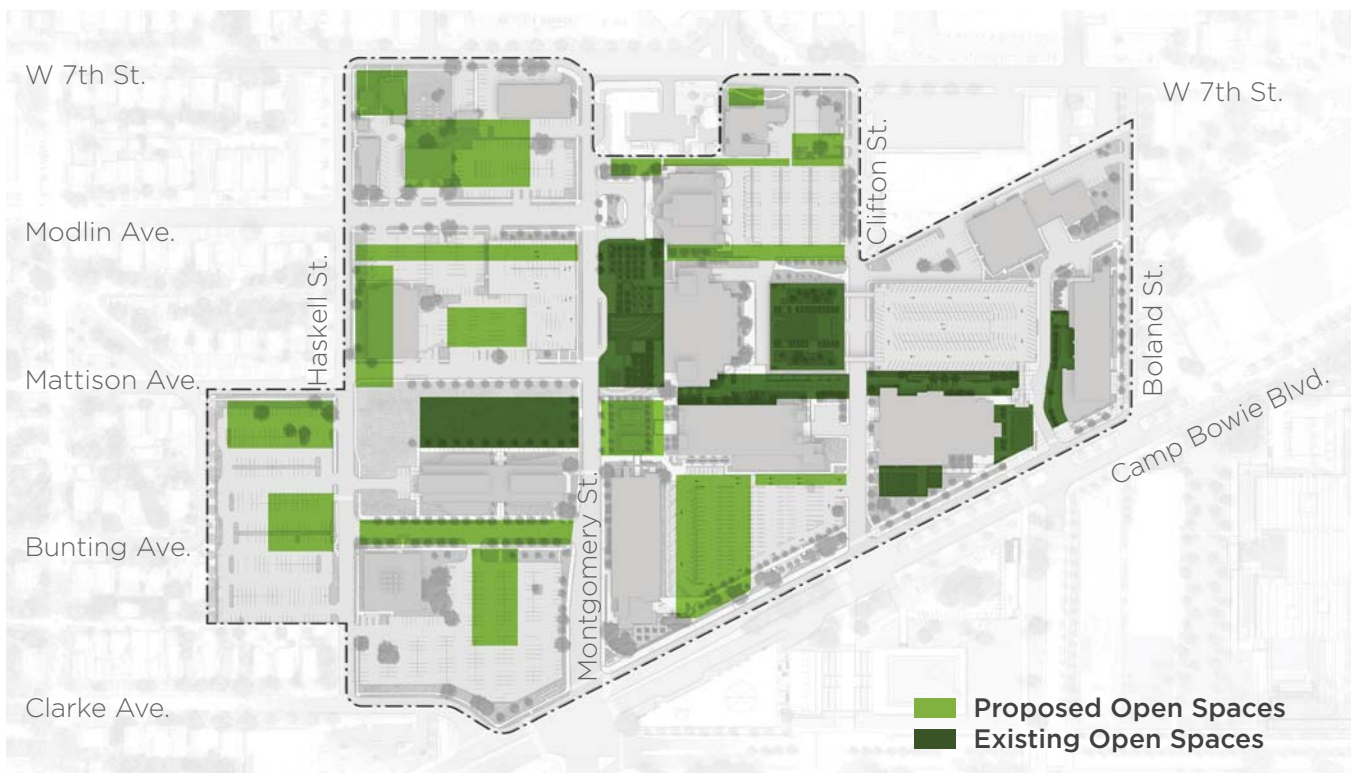 W 7th St.
W 7th St.
Clifton St.
Modlin Ave.
Haskell St.
Boland St.
Mattison Ave.
Camp Bowie Blvd.
Bunting Ave.
Montgomery St.
Clarke Ave.
Proposed Open Spaces
Existing Open Spaces